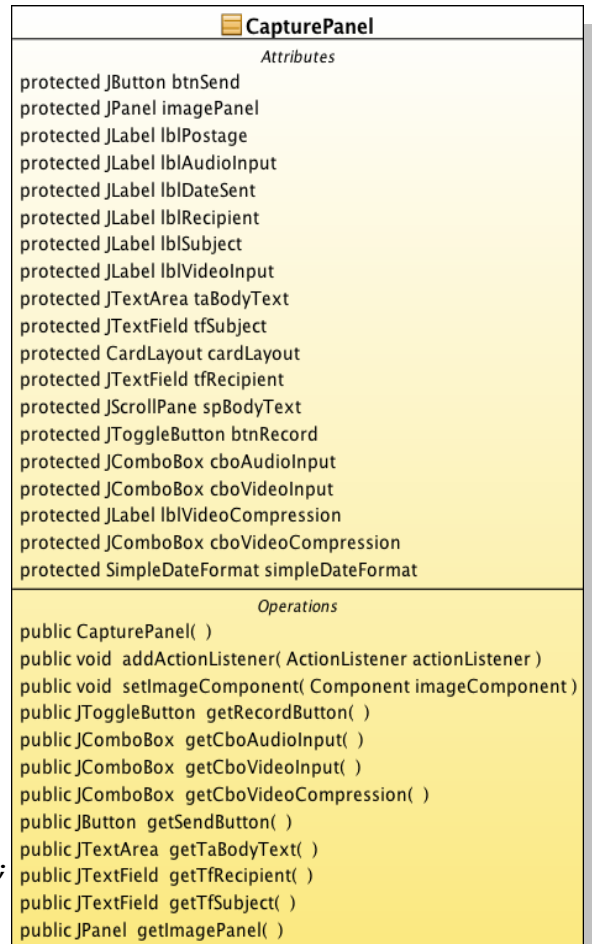 CapturePanel
Attributes
protected JButton btnSend
protected JPanel imagePanel
protected JLabel lblPostage
protected JLabel lblAudioInput
protected JLabel lblDateSent
protected JLabel lblRecipient
protected JLabel lblSubject
protected JLabel lblVideoInput
protected JTextArea taBodyText
protected JTextField tfSubject
protected CardLayout cardLayout
protected JTextField tfRecipient
protected JScrollPane spBodyText
protected JToggleButton btnRecord
protected JComboBox cboAudioInput
protected JComboBox cboVideoInput
protected JLabel lblVideoCompression
protected JComboBox cboVideoCompression
protected SimpleDateFormat simpleDateFormat
Operations
public CapturePanel( )
public void addActionListener( ActionListener actionListener )
public void setImageComponent( Component imageComponent )
public JToggleButton getRecordButton( )
public JComboBox getCboAudioInput( )
public JComboBox getCboVideoInput( )
public JComboBox getCboVideoCompression( )
public JButton getSendButton( )
public JTextArea getTaBodyText( )
;
public JTextField getTfRecipient( )
public JTextField getTfSubject( )
public JPanel getImagePanel( )